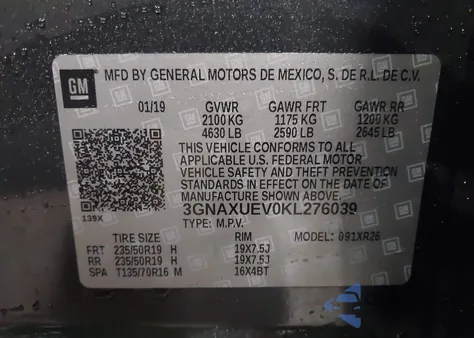 GM
MFD BY GENERAL MOTORS DE MEXICO, S. DE R.L. DE C.V.
01/19 GVWR GAWR FRT GAWR RR
2100 KG 1175 KG 1200 KG
4630 LB 2590 LB 2645 LB
THIS VEHICLE CONFORMS TO ALL
APPLICABLE U.S. FEDERAL MOTOR
VEHICLE SAFETY AND THEFT PREVENTION
STANDARDS IN EFFECT ON THE DATE OF
MANUFACTURE SHOWN ABOVE.
3GNAXUEV0KL276039
139X TYPE: M.P.V.
TIRE SIZE RIM MODEL: 091XR26
FRT 235/50R19 H 19X7.5J
RR 235/50R19 H 19X7.5J
SPA T135/70R16 M 16X4BT